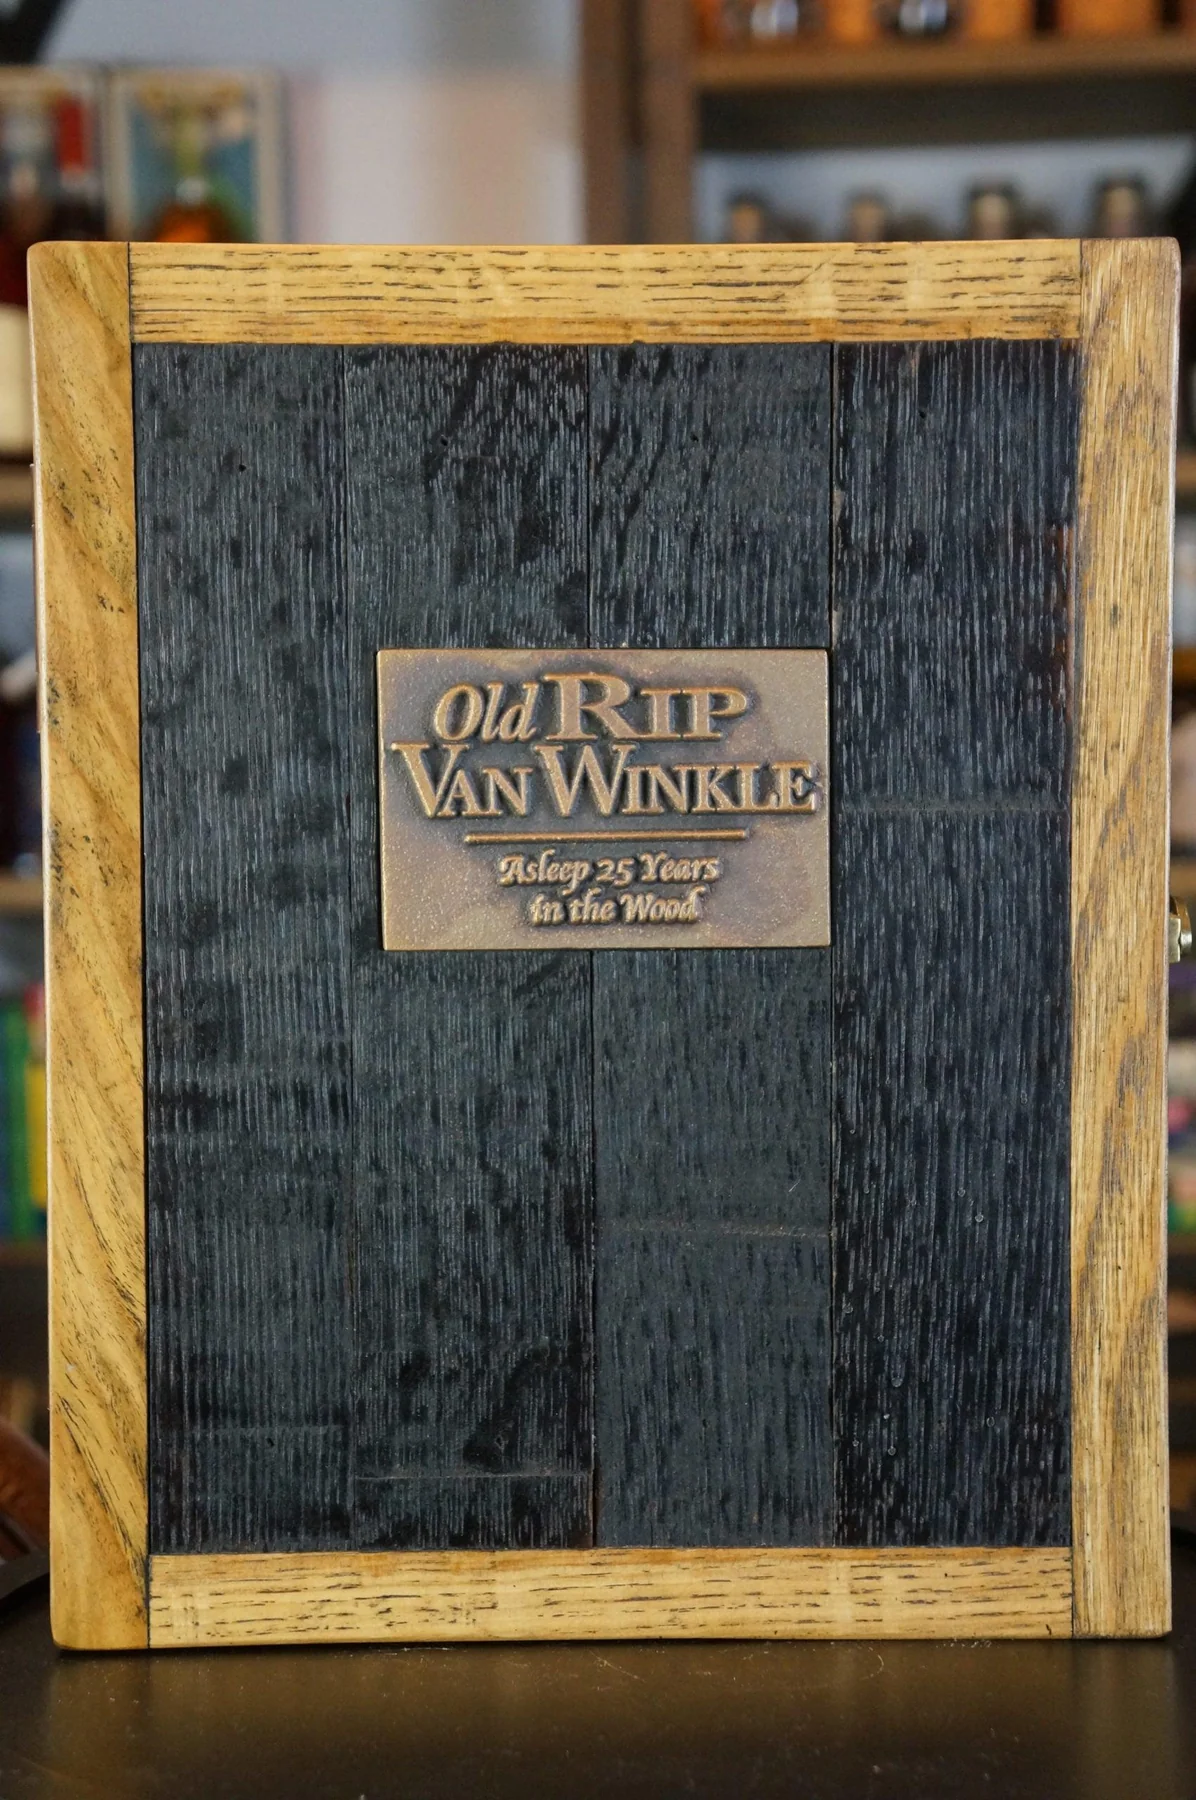 Old RIP
VAN WINKLE
Asleep 25 Years
in the Wood